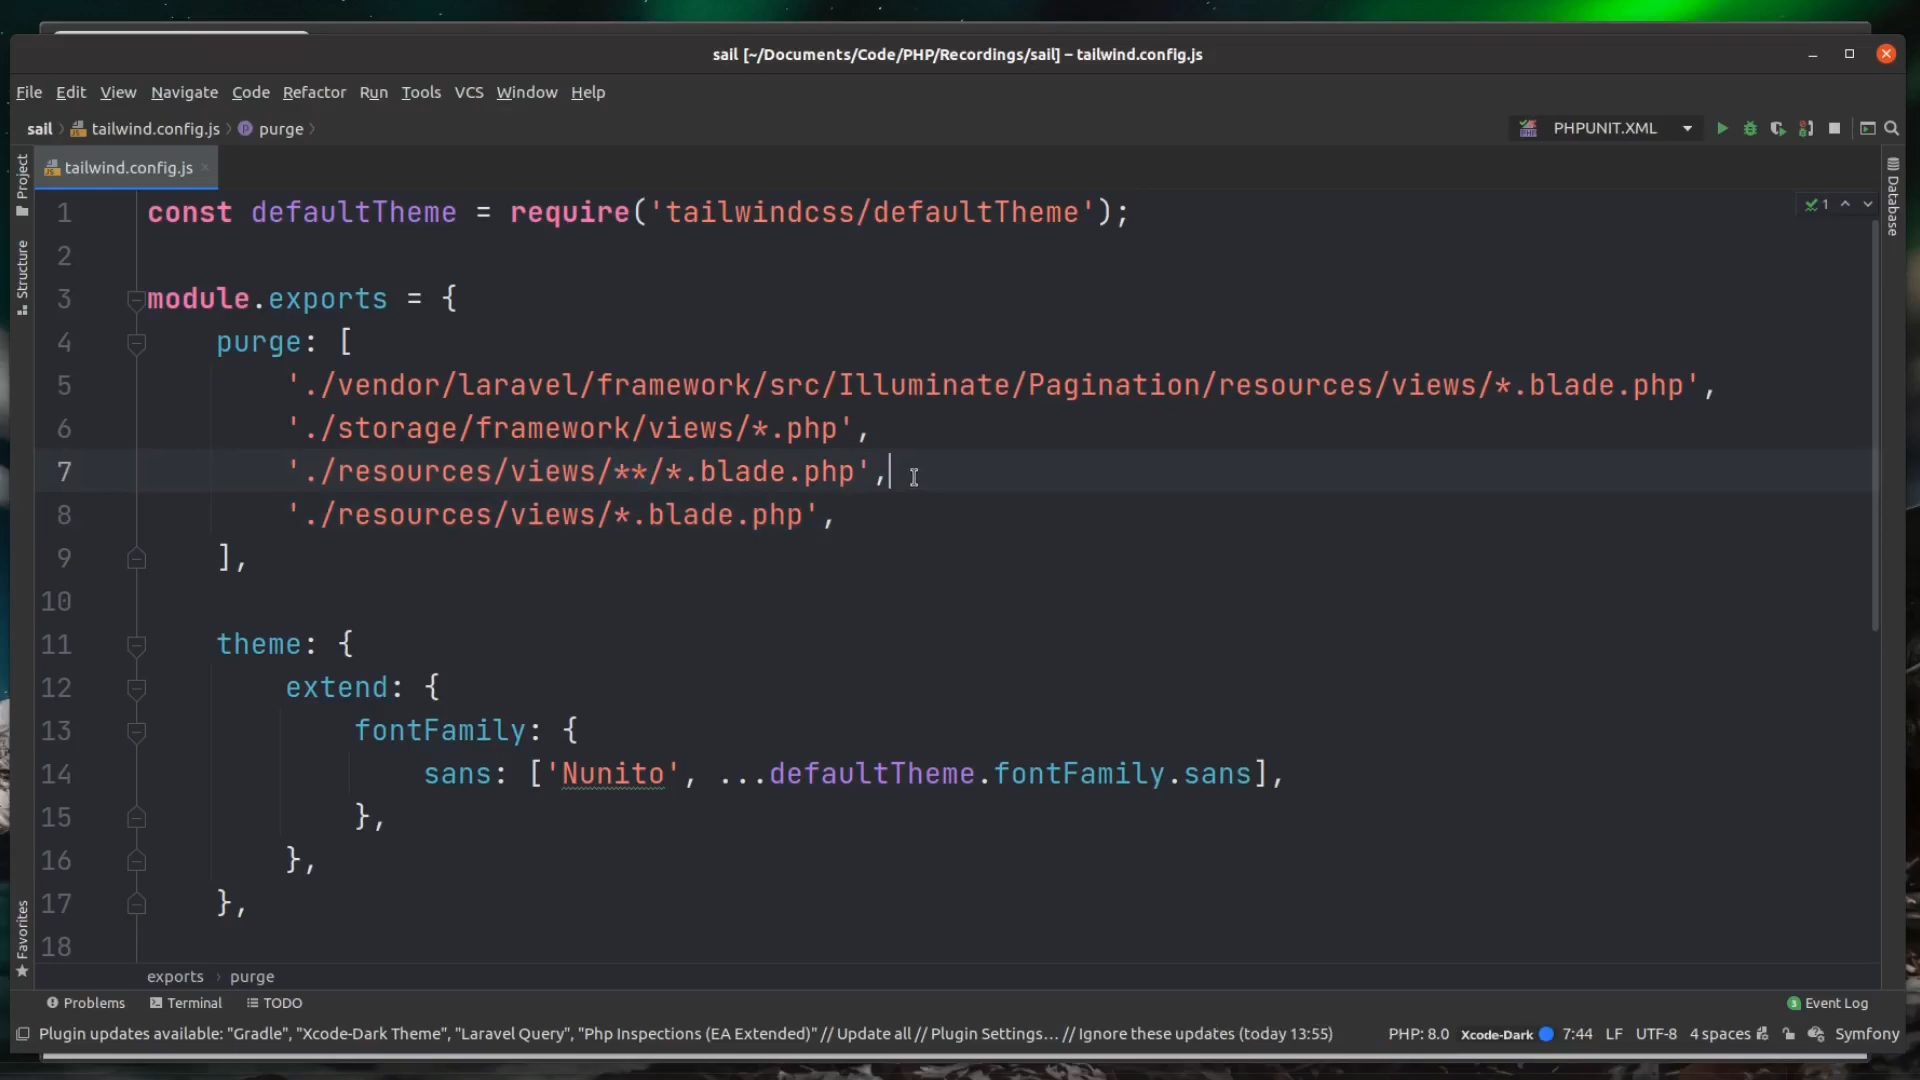 sail [~/Documents/Code/PHP/Recordings/sail] – tailwind.config.js
File Edit View Navigate Code Refactor Run Tools VCS Window Help
sail tailwind.config.js purge PHPUNIT.XML
Project
Structure
Favorites
Database
tailwind.config.js
1 const defaultTheme = require('tailwindcss/defaultTheme');
2
3 module.exports = {
4 purge: [
5 './vendor/laravel/framework/src/Illuminate/Pagination/resources/views/*.blade.php',
6 './storage/framework/views/*.php',
7 './resources/views/**/*.blade.php',
8 './resources/views/*.blade.php',
9 ],
10
11 theme: {
12 extend: {
13 fontFamily: {
14 sans: ['Nunito', ...defaultTheme.fontFamily.sans],
15 },
16 },
17 },
18
1
exports › purge
Problems Terminal TODO 3 Event Log
Plugin updates available: "Gradle", "Xcode-Dark Theme", "Laravel Query", "Php Inspections (EA Extended)" // Update all // Plugin Settings... // Ignore these updates (today 13:55) PHP: 8.0 Xcode-Dark 7:44 LF UTF-8 4 spaces Symfony